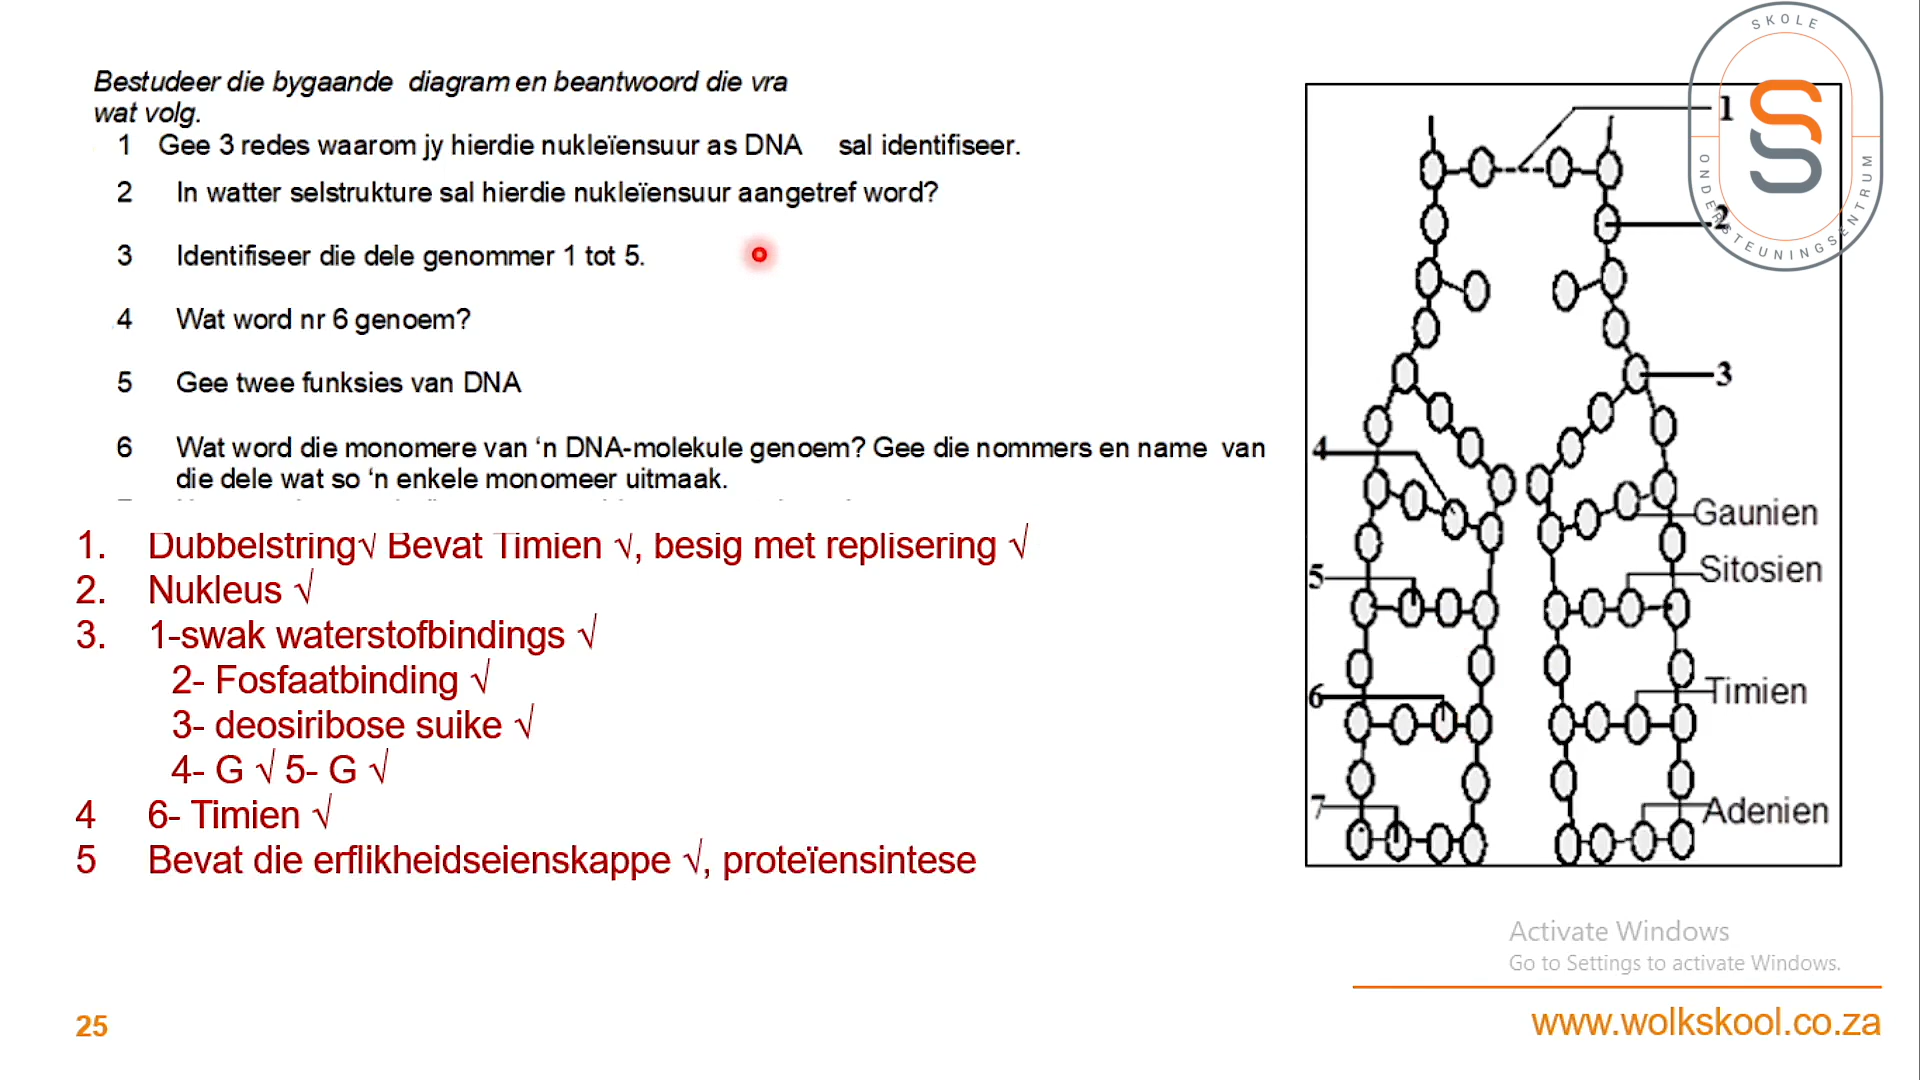 Bestudeer die bygaande diagram en beantwoord die vra
wat volg.
1 Gee 3 redes waarom jy hierdie nukleïensuur as DNA sal identifiseer.
2 In watter selstrukture sal hierdie nukleïensuur aangetref word?
3 Identifiseer die dele genommer 1 tot 5.
4 Wat word nr 6 genoem?
5 Gee twee funksies van DNA
6 Wat word die monomere van ‘n DNA-molekule genoem? Gee die nommers en name van
die dele wat so ‘n enkele monomeer uitmaak.
1. Dubbelstring√ Bevat Timien √, besig met replisering √
2. Nukleus √
3. 1-swak waterstofbindings √
2- Fosfaatbinding √
3- deosiribose suike √
4- G √ 5- G √
4 6- Timien √
5 Bevat die erflikheidseienskappe √, proteïensintese
1
2
3
4
Gaunien
Sitosien
5
Timien
6
Adenien
7
SKOLE
ONDERSTEUNINGSENTRUM
Activate Windows
Go to Settings to activate Windows.
25
www.wolkskool.co.za